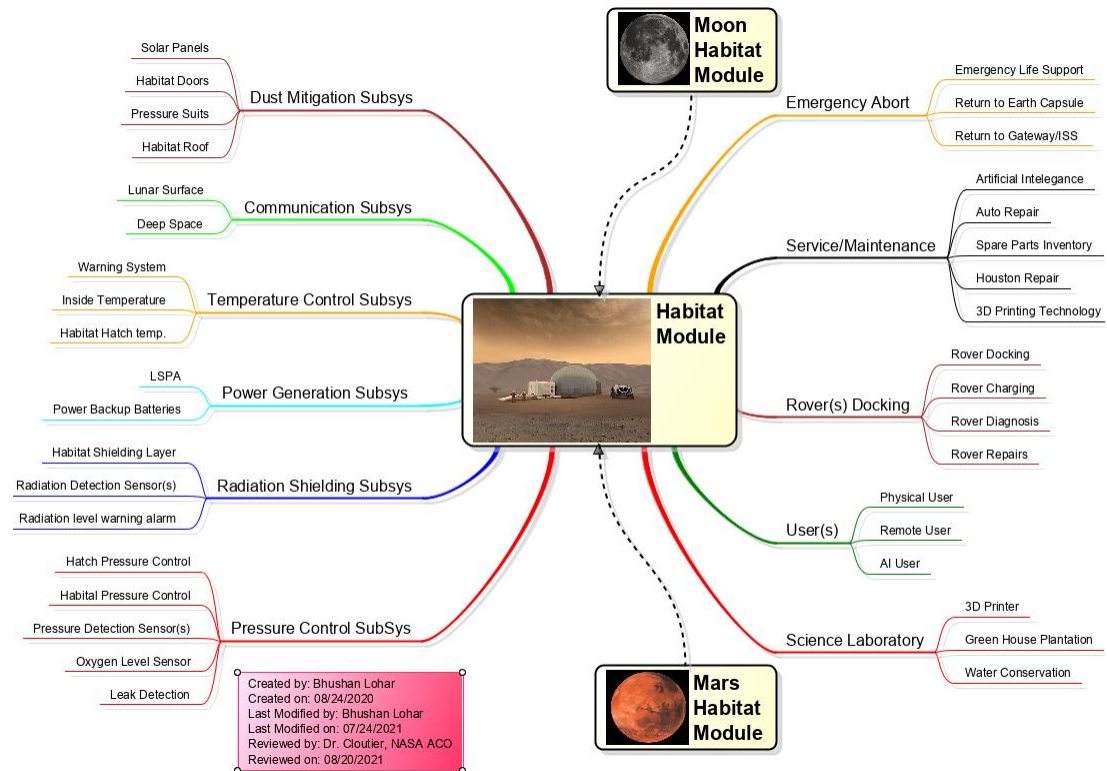 Moon
Habitat
Module
Solar Panels
Habitat Doors
Pressure Suits
Habitat Roof
Dust Mitigation Subsys
Lunar Surface
Deep Space
Communication Subsys
Warning System
Inside Temperature
Habitat Hatch temp.
Temperature Control Subsys
LSPA
Power Backup Batteries
Power Generation Subsys
Habitat Shielding Layer
Radiation Detection Sensor(s)
Radiation level warning alarm
Radiation Shielding Subsys
Hatch Pressure Control
Habital Pressure Control
Pressure Detection Sensor(s)
Oxygen Level Sensor
Leak Detection
Pressure Control SubSys
Habitat
Module
Emergency Abort
Emergency Life Support
Return to Earth Capsule
Return to Gateway/ISS
Service/Maintenance
Artificial Intelegance
Auto Repair
Spare Parts Inventory
Houston Repair
3D Printing Technology
Rover(s) Docking
Rover Docking
Rover Charging
Rover Diagnosis
Rover Repairs
User(s)
Physical User
Remote User
AI User
Science Laboratory
3D Printer
Green House Plantation
Water Conservation
Mars
Habitat
Module
Created by: Bhushan Lohar
Created on: 08/24/2020
Last Modified by: Bhushan Lohar
Last Modified on: 07/24/2021
Reviewed by: Dr. Cloutier, NASA ACO
Reviewed on: 08/20/2021